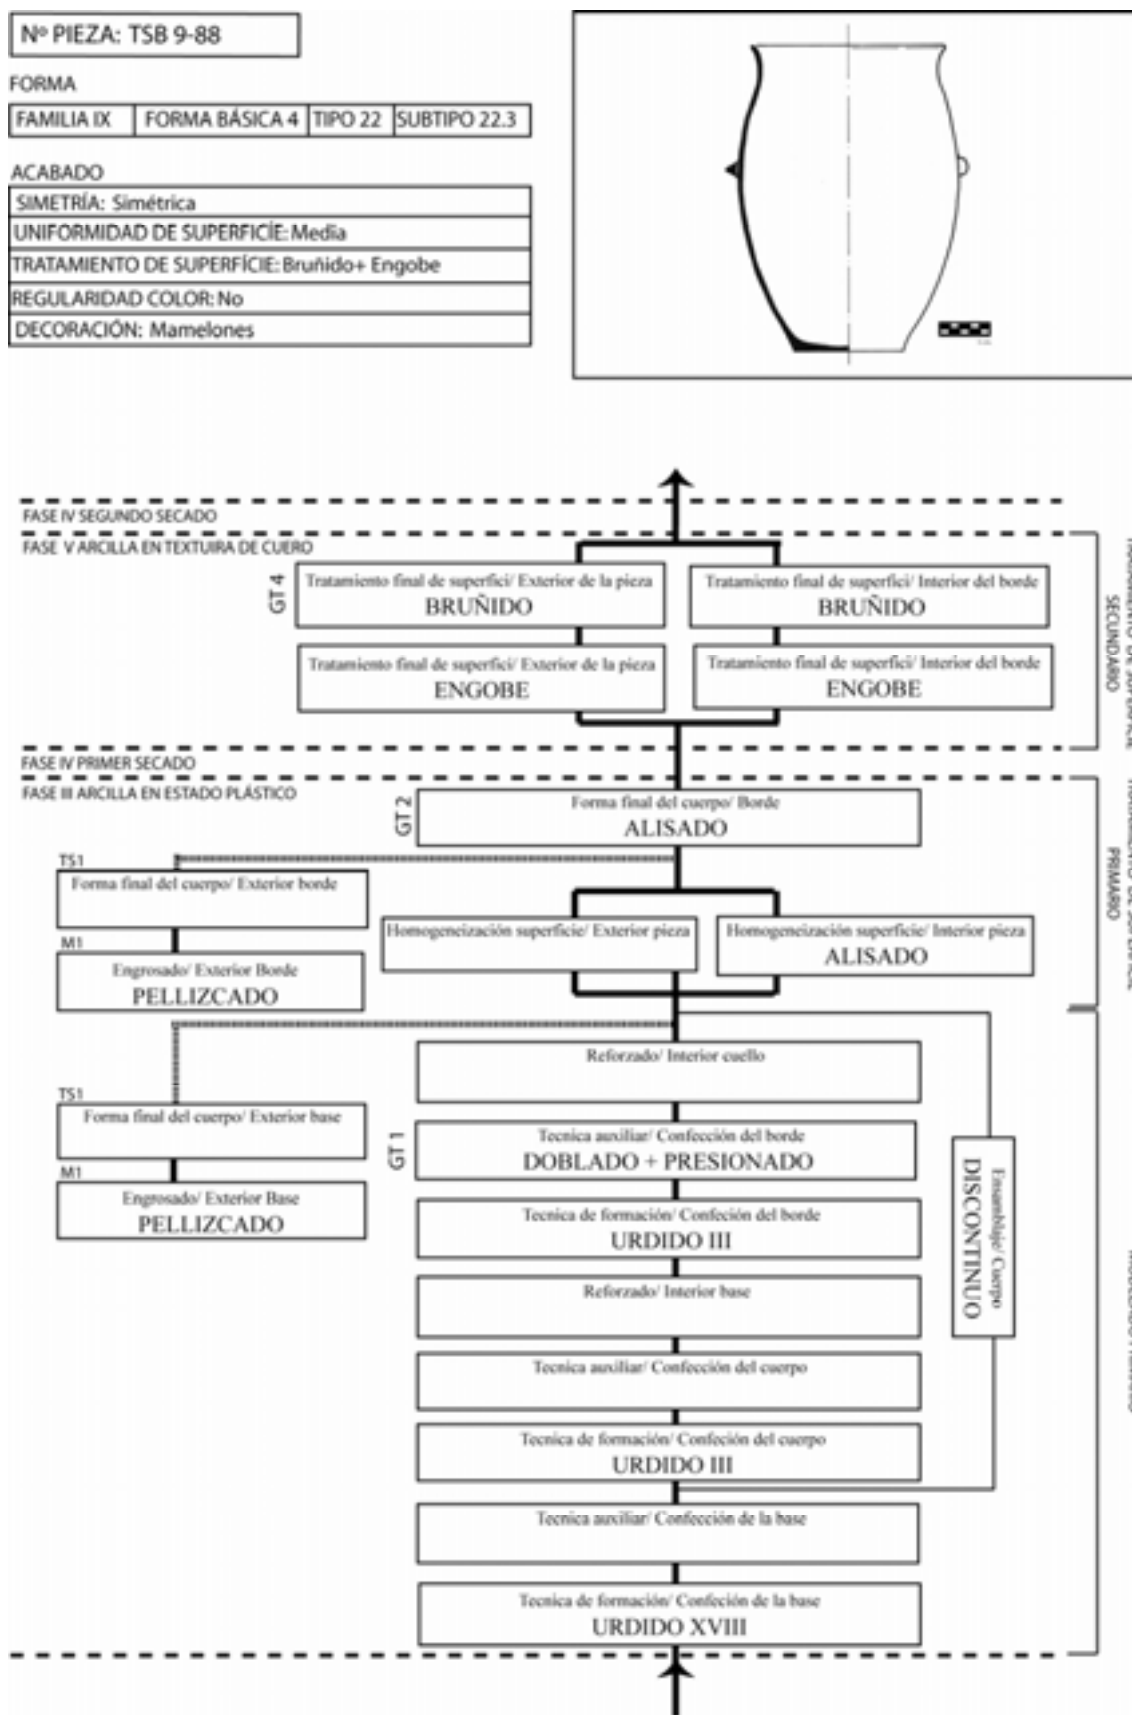 Nº PIEZA: TSB 9-88
FORMA
FAMILIA IX FORMA BÁSICA 4 TIPO 22 SUBTIPO 22.3
ACABADO
SIMETRÍA: Simétrica
UNIFORMIDAD DE SUPERFICÍE: Media
TRATAMIENTO DE SUPERFÍCIE: Bruñido+ Engobe
REGULARIDAD COLOR: No
DECORACIÓN: Mamelones
FASE IV SEGUNDO SECADO
FASE V ARCILLA EN TEXTUIRA DE CUERO
GT 4
Tratamiento final de superfici/ Exterior de la pieza
BRUÑIDO
Tratamiento final de superfici/ Interior del borde
BRUÑIDO
Tratamiento final de superfici/ Exterior de la pieza
ENGOBE
Tratamiento final de superfici/ Interior del borde
ENGOBE
SECUNDARIO
FASE IV PRIMER SECADO
FASE III ARCILLA EN ESTADO PLÁSTICO
GT 2
Forma final del cuerpo/ Borde
ALISADO
PRIMARIO
TS1
Forma final del cuerpo/ Exterior borde
M1
Engrosado/ Exterior Borde
PELLIZCADO
Homogeneización superficie/ Exterior pieza
Homogeneización superficie/ Interior pieza
ALISADO
Reforzado/ Interior cuello
TS1
Forma final del cuerpo/ Exterior base
M1
Engrosado/ Exterior Base
PELLIZCADO
GT 1
Tecnica auxiliar/ Confección del borde
DOBLADO + PRESIONADO
Tecnica de formación/ Confeción del borde
URDIDO III
Ensamblaje/ Cuerpo
DISCONTINUO
Reforzado/ Interior base
Tecnica auxiliar/ Confección del cuerpo
Tecnica de formación/ Confeción del cuerpo
URDIDO III
Tecnica auxiliar/ Confección de la base
Tecnica de formación/ Confeción de la base
URDIDO XVIII